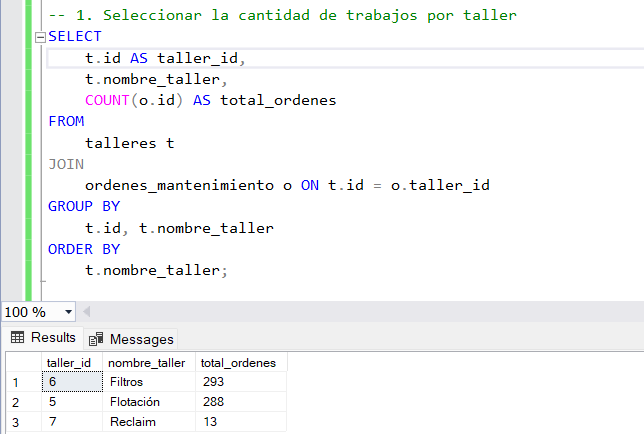 -- 1. Seleccionar la cantidad de trabajos por taller
SELECT
t.id AS taller_id,
t.nombre_taller,
COUNT(o.id) AS total_ordenes
FROM
talleres t
JOIN
ordenes_mantenimiento o ON t.id = o.taller_id
GROUP BY
t.id, t.nombre_taller
ORDER BY
t.nombre_taller;
100 %
Results Messages
taller_id nombre_taller total_ordenes
1 6 Filtros 293
2 5 Flotación 288
3 7 Reclaim 13